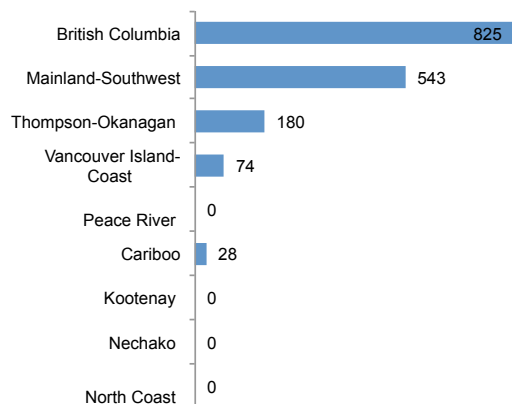 British Columbia 825
Mainland-Southwest 543
Thompson-Okanagan 180
Vancouver Island-
Coast 74
Peace River 0
Cariboo 28
Kootenay 0
Nechako 0
North Coast 0